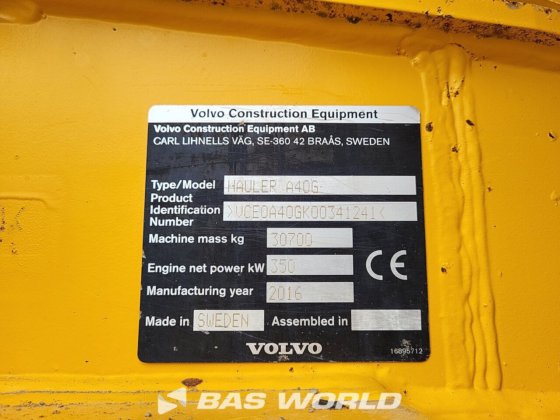 Volvo Construction Equipment
Volvo Construction Equipment AB
CARL LIHNELLS VÄG, SE-360 42 BRAÅS, SWEDEN
Type/Model HAULER A40G
Product
Identification >VCE0A40GK00341241<
Number
Machine mass kg 30700
Engine net power kW 350
Manufacturing year 2016
Made in SWEDEN Assembled in
CE
VOLVO
16895712
BAS WORLD